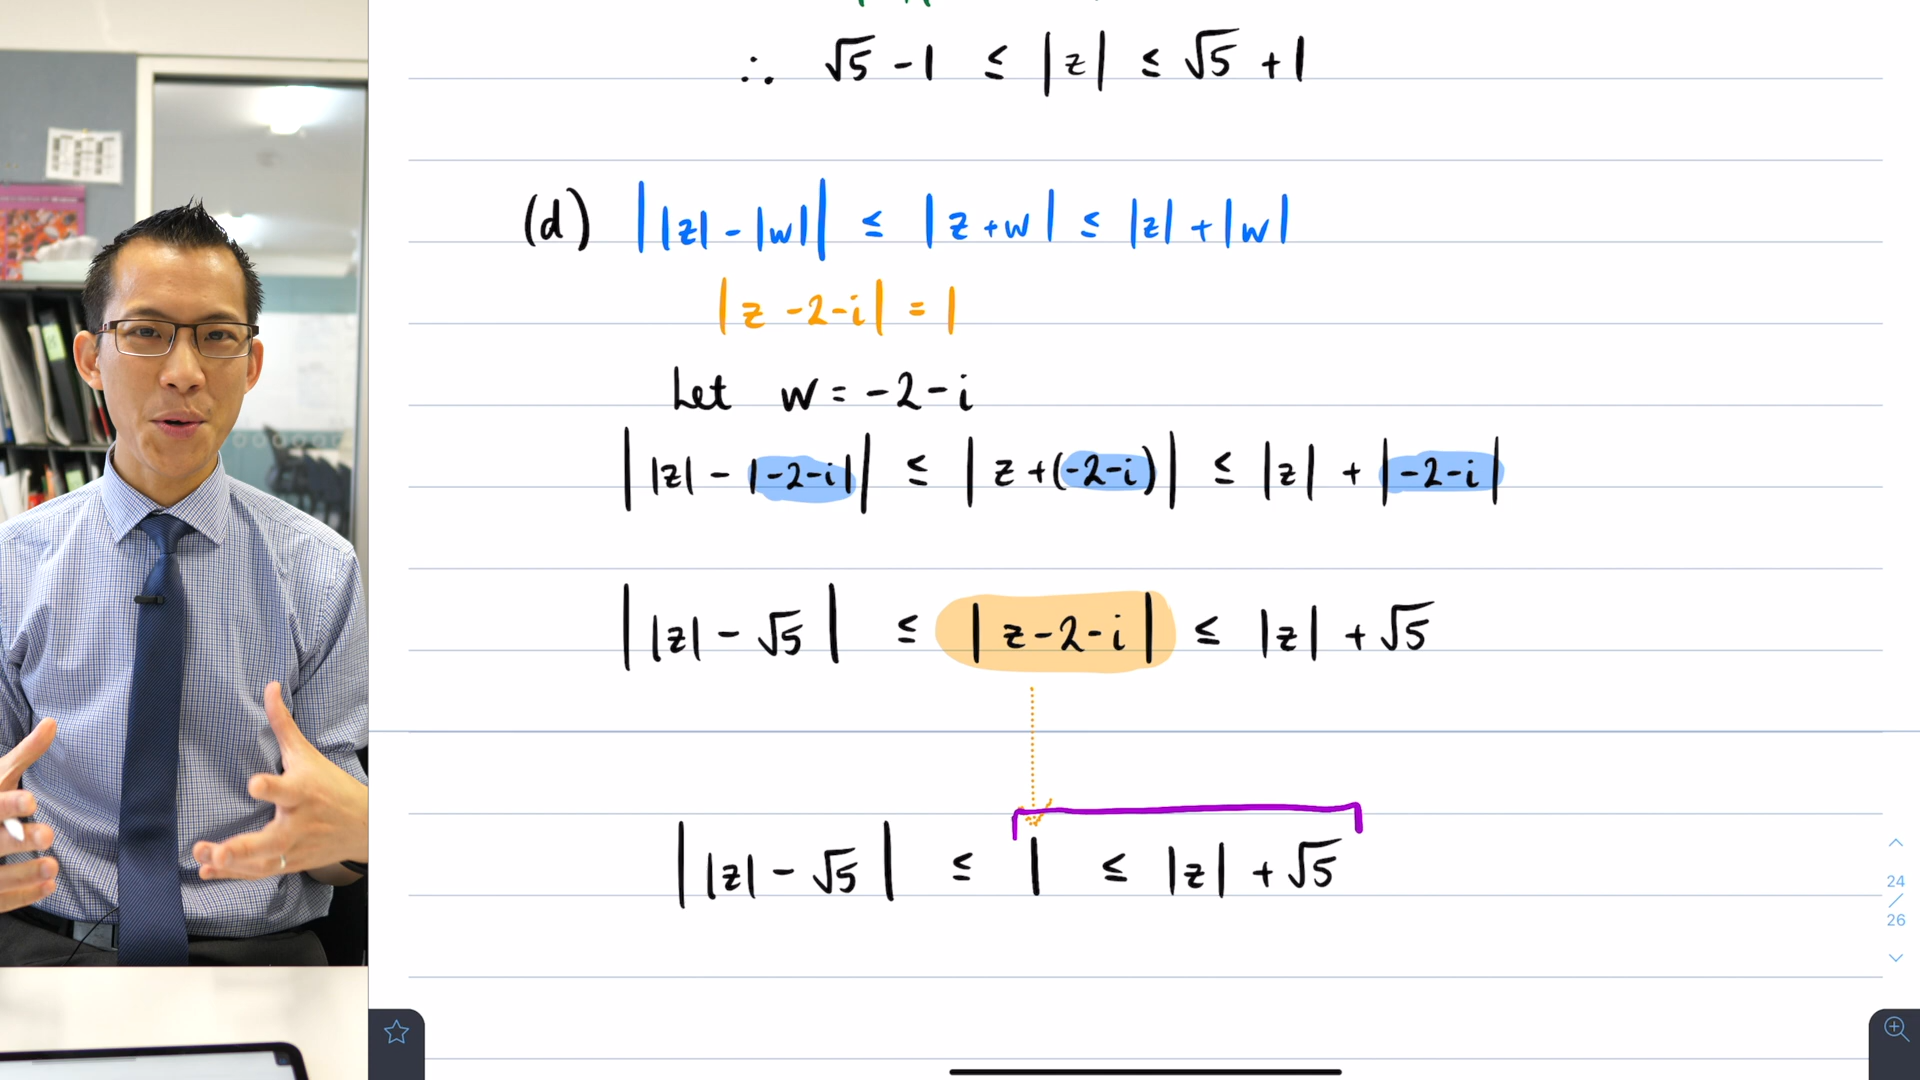 ∴ √5 - 1 ≤ |z| ≤ √5 + 1
(d) ||z| - |w|| ≤ |z + w| ≤ |z| + |w|
|z - 2 - i| = 1
Let w = -2 - i
||z| - |-2 - i|| ≤ |z + (-2 - i)| ≤ |z| + |-2 - i|
||z| - √5| ≤ |z - 2 - i| ≤ |z| + √5
||z| - √5| ≤ 1 ≤ |z| + √5
24
/
26